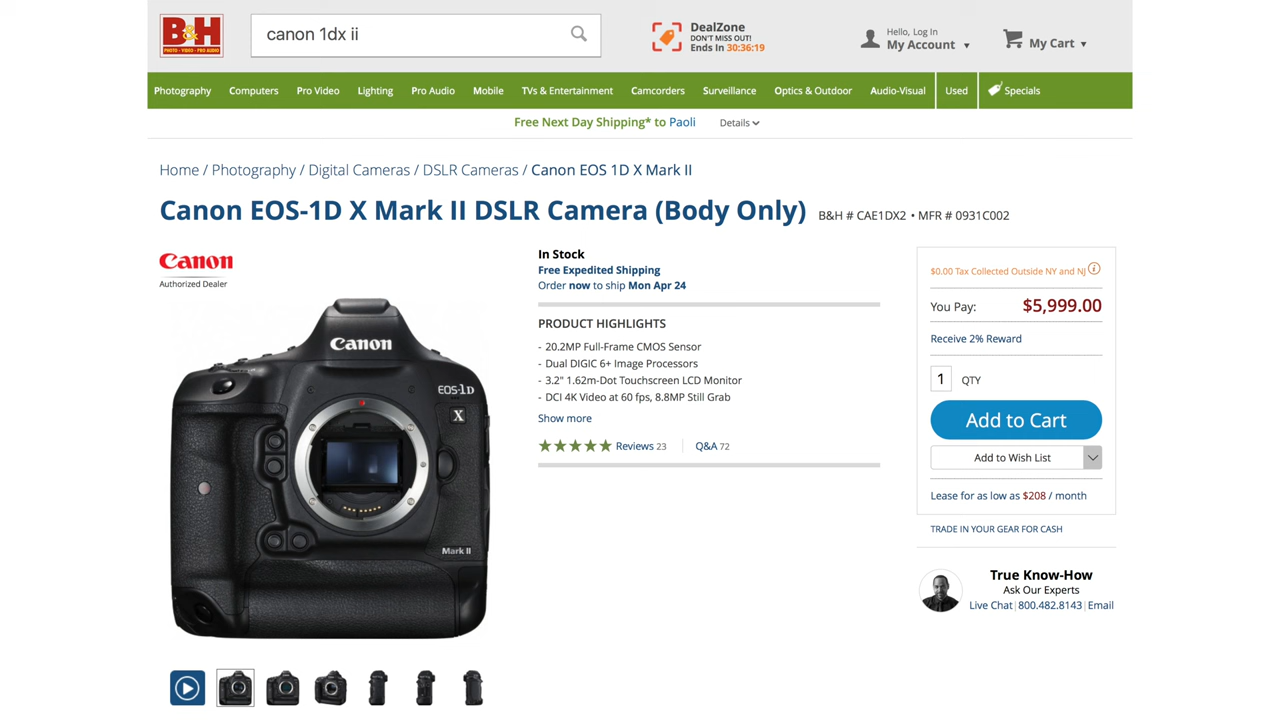 B&H
PHOTO - VIDEO - PRO AUDIO
canon 1dx ii
DealZone
DON'T MISS OUT!
Ends In 30:36:19
Hello, Log In
My Account
My Cart
Photography Computers Pro Video Lighting Pro Audio Mobile TVs & Entertainment Camcorders Surveillance Optics & Outdoor Audio-Visual Used Specials
Free Next Day Shipping* to Paoli Details
Home / Photography / Digital Cameras / DSLR Cameras / Canon EOS 1D X Mark II
Canon EOS-1D X Mark II DSLR Camera (Body Only) B&H # CAE1DX2 • MFR # 0931C002
Canon
Authorized Dealer
Canon
EOS-1D
X
Mark II
In Stock
Free Expedited Shipping
Order now to ship Mon Apr 24
PRODUCT HIGHLIGHTS
- 20.2MP Full-Frame CMOS Sensor
- Dual DIGIC 6+ Image Processors
- 3.2" 1.62m-Dot Touchscreen LCD Monitor
- DCI 4K Video at 60 fps, 8.8MP Still Grab
Show more
Reviews 23 Q&A 72
$0.00 Tax Collected Outside NY and NJ
You Pay: $5,999.00
Receive 2% Reward
1 QTY
Add to Cart
Add to Wish List
Lease for as low as $208 / month
TRADE IN YOUR GEAR FOR CASH
True Know-How
Ask Our Experts
Live Chat | 800.482.8143 | Email